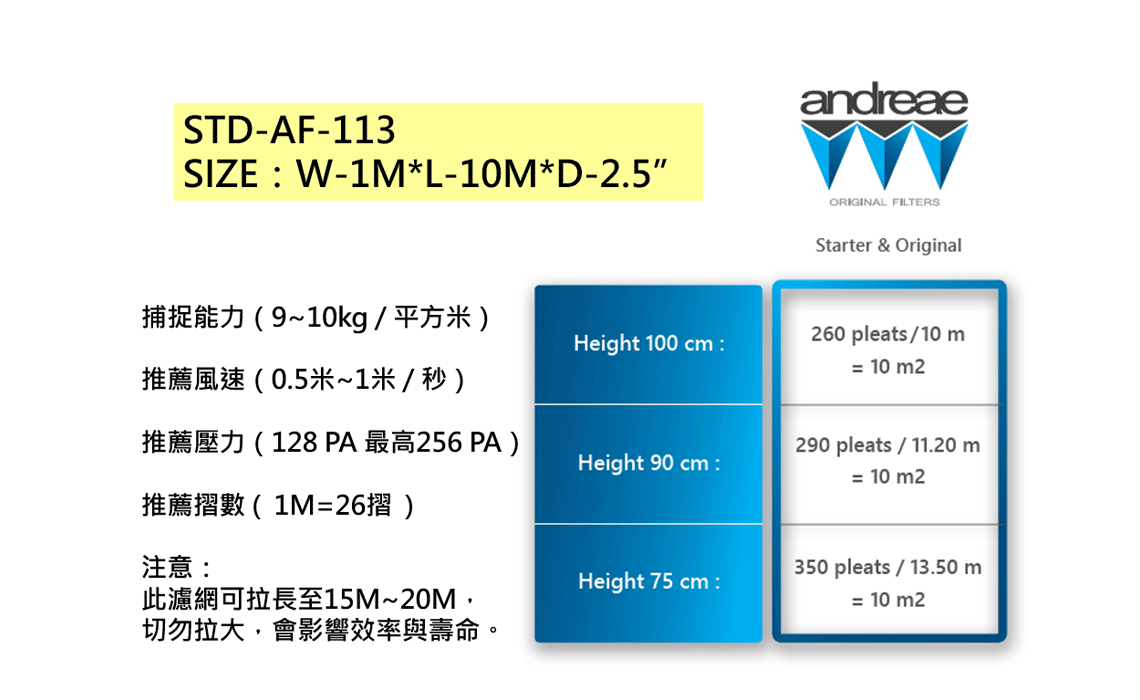 STD-AF-113
SIZE：W-1M*L-10M*D-2.5”
andreae
ORIGINAL FILTERS
Starter & Original
捕捉能力（9~10kg / 平方米）
推薦風速（0.5米~1米 / 秒）
推薦壓力（128 PA 最高256 PA）
推薦摺數（ 1M=26摺 ）
注意：
此濾網可拉長至15M~20M，
切勿拉大，會影響效率與壽命。
Height 100 cm :
260 pleats/10 m
= 10 m2
Height 90 cm :
290 pleats / 11.20 m
= 10 m2
Height 75 cm :
350 pleats / 13.50 m
= 10 m2